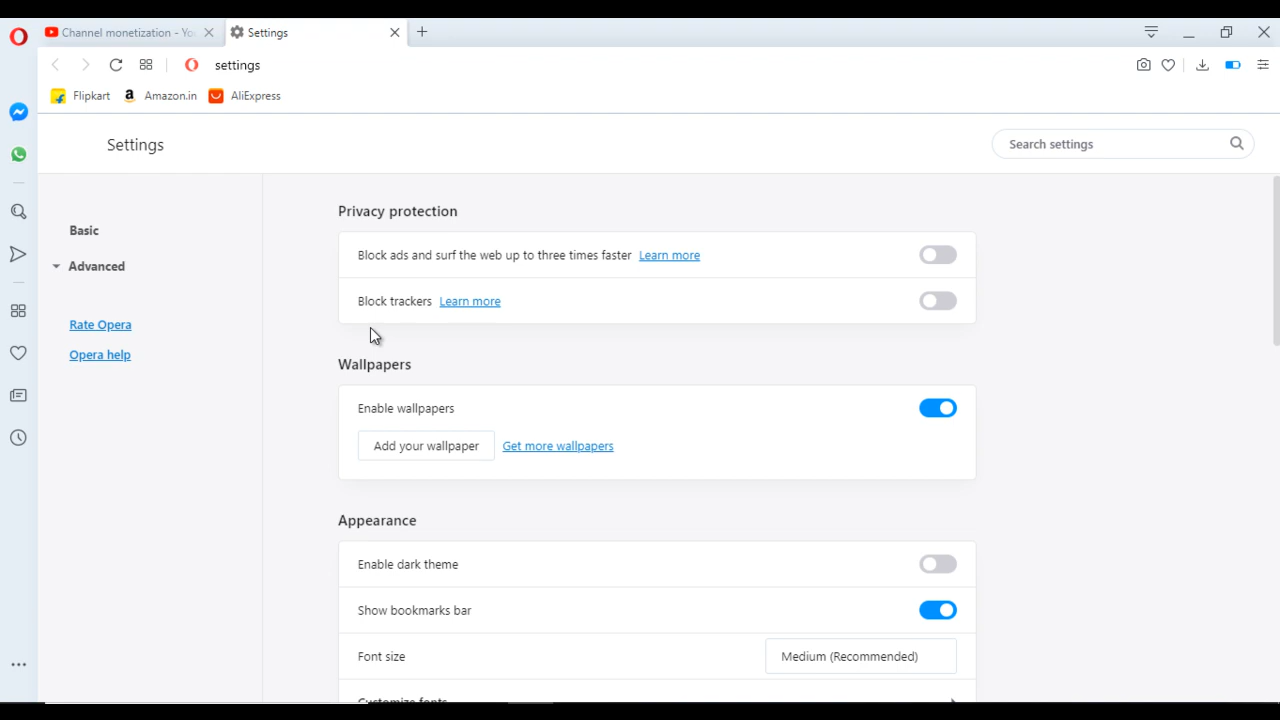 Channel monetization - Yo
Settings
settings
Flipkart Amazon.in AliExpress
Settings
Search settings
Basic
Advanced
Rate Opera
Opera help
Privacy protection
Block ads and surf the web up to three times faster Learn more
Block trackers Learn more
Wallpapers
Enable wallpapers
Add your wallpaper Get more wallpapers
Appearance
Enable dark theme
Show bookmarks bar
Font size Medium (Recommended)
Customize fonts